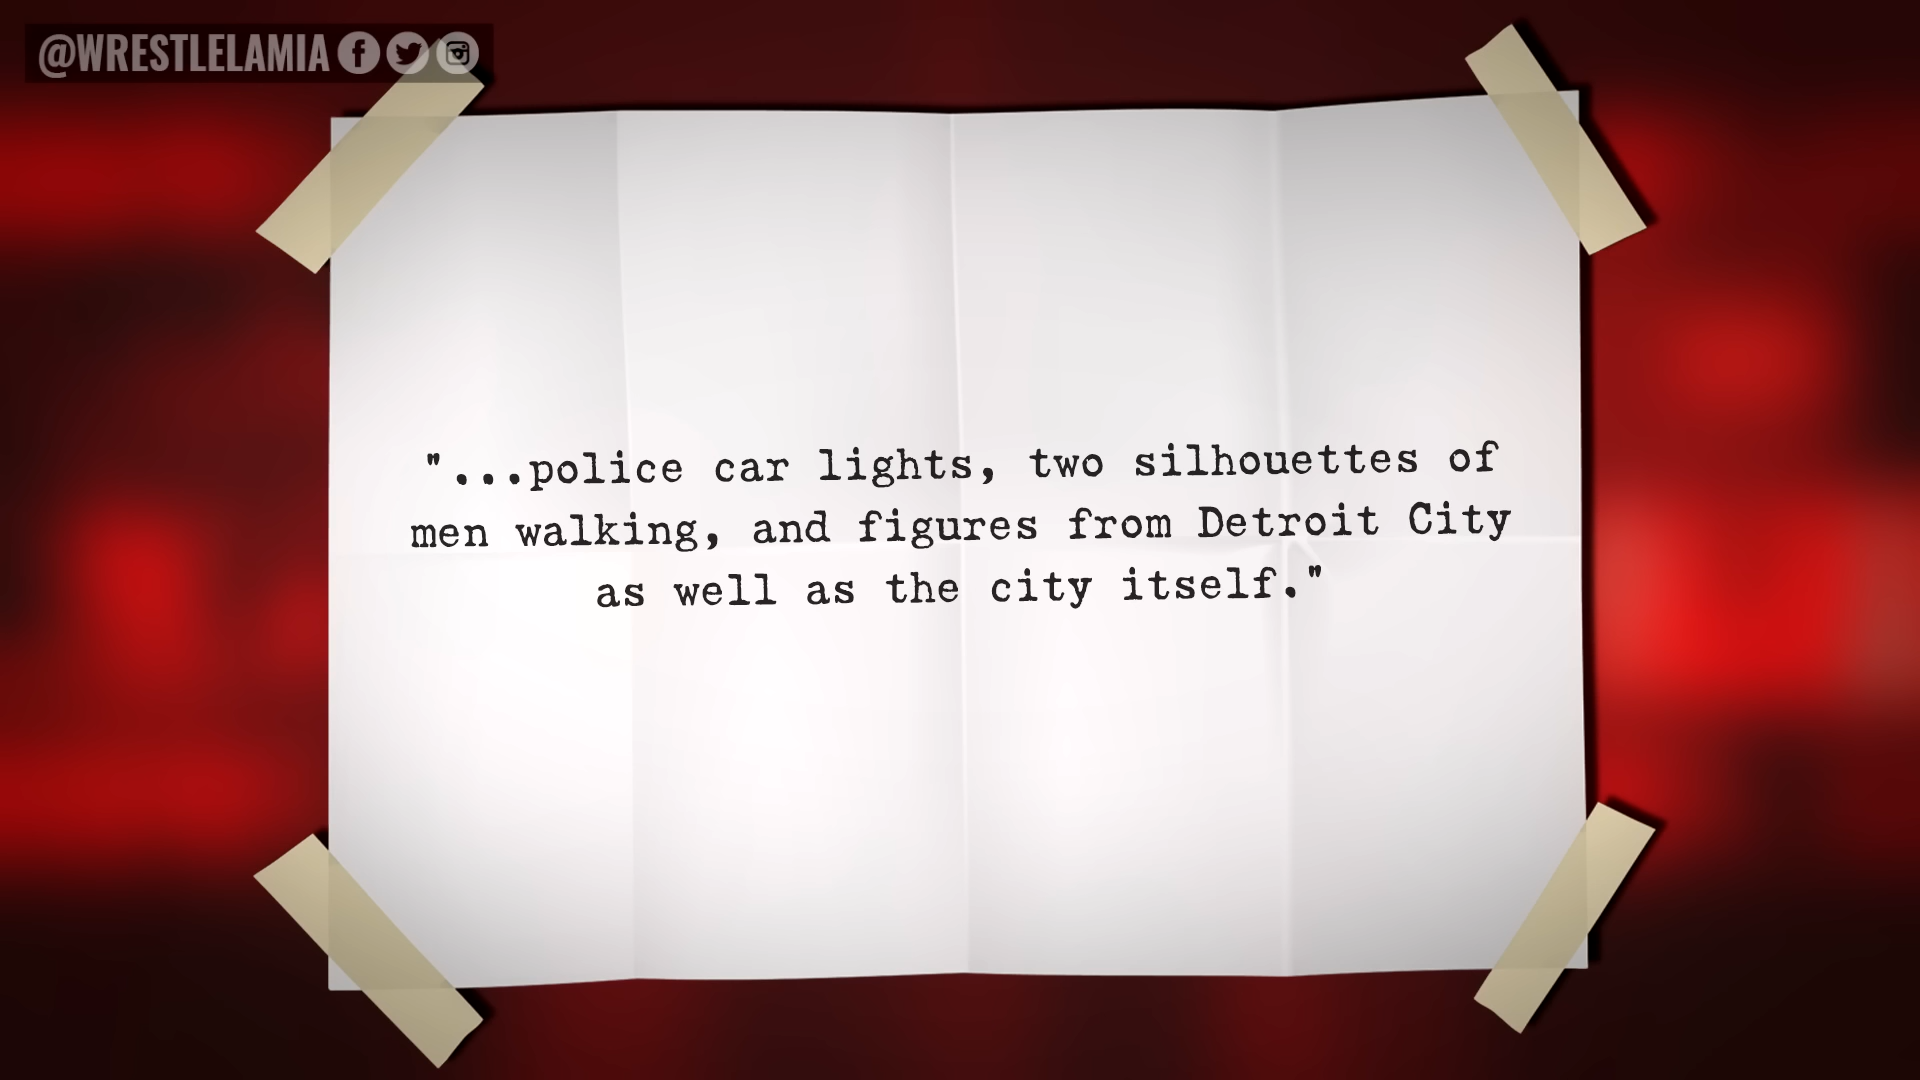 @WRESTLELAMIA
"...police car lights, two silhouettes of
men walking, and figures from Detroit City
as well as the city itself."